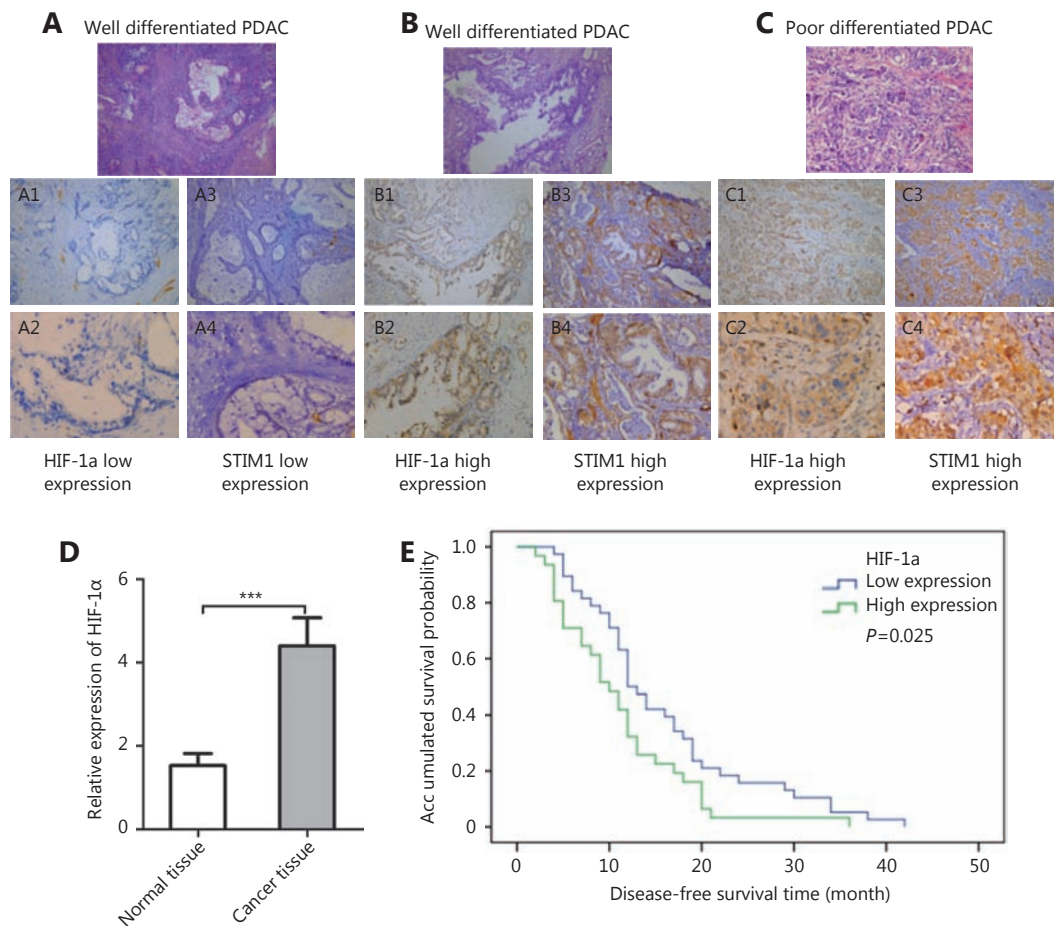 A
Well differentiated PDAC
B
Well differentiated PDAC
C
Poor differentiated PDAC
A1
A3
B1
B3
C1
C3
A2
A4
B2
B4
C2
C4
HIF-1a low
expression
STIM1 low
expression
HIF-1a high
expression
STIM1 high
expression
HIF-1a high
expression
STIM1 high
expression
D
Relative expression of HIF-1α
6
4
2
0
***
Normal tissue
Cancer tissue
E
Acc umulated survival probability
1.0
0.8
0.6
0.4
0.2
0
HIF-1a
Low expression
High expression
P=0.025
0
10
20
30
40
50
Disease-free survival time (month)